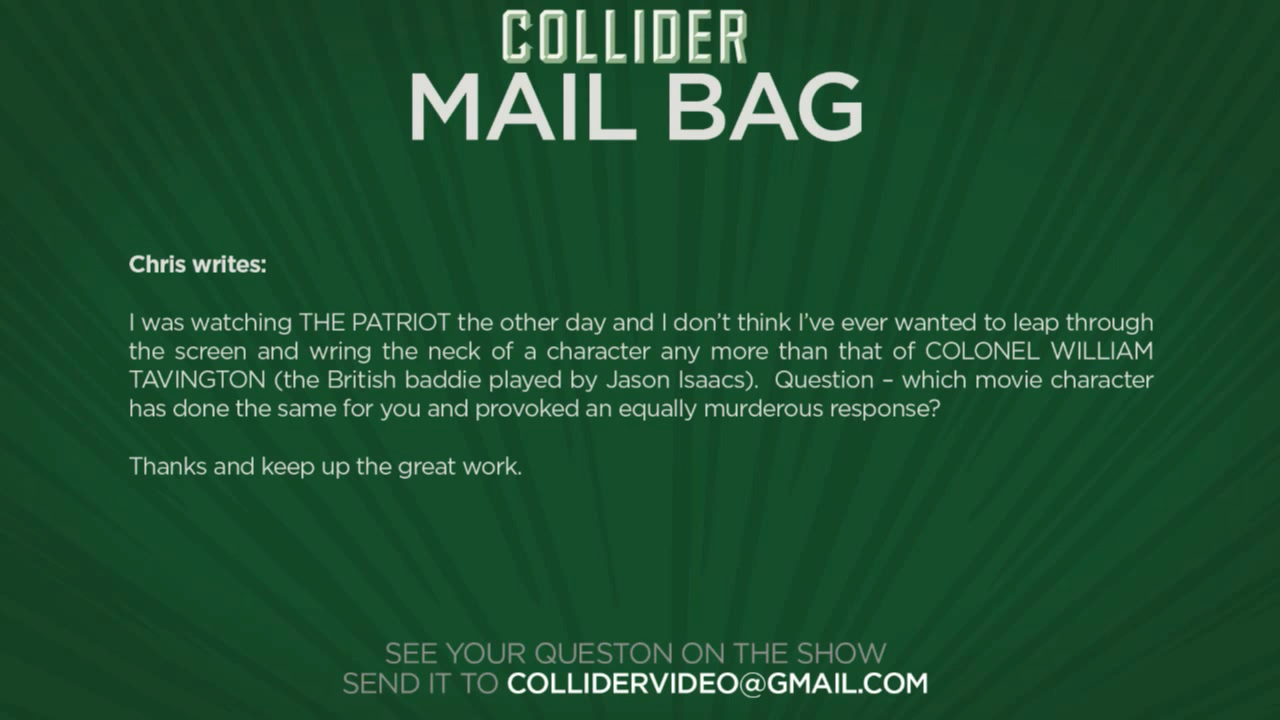 COLLIDER
MAIL BAG
Chris writes:
I was watching THE PATRIOT the other day and I don’t think I’ve ever wanted to leap through
the screen and wring the neck of a character any more than that of COLONEL WILLIAM
TAVINGTON (the British baddie played by Jason Isaacs).  Question – which movie character
has done the same for you and provoked an equally murderous response?
Thanks and keep up the great work.
SEE YOUR QUESTON ON THE SHOW
SEND IT TO COLLIDERVIDEO@GMAIL.COM